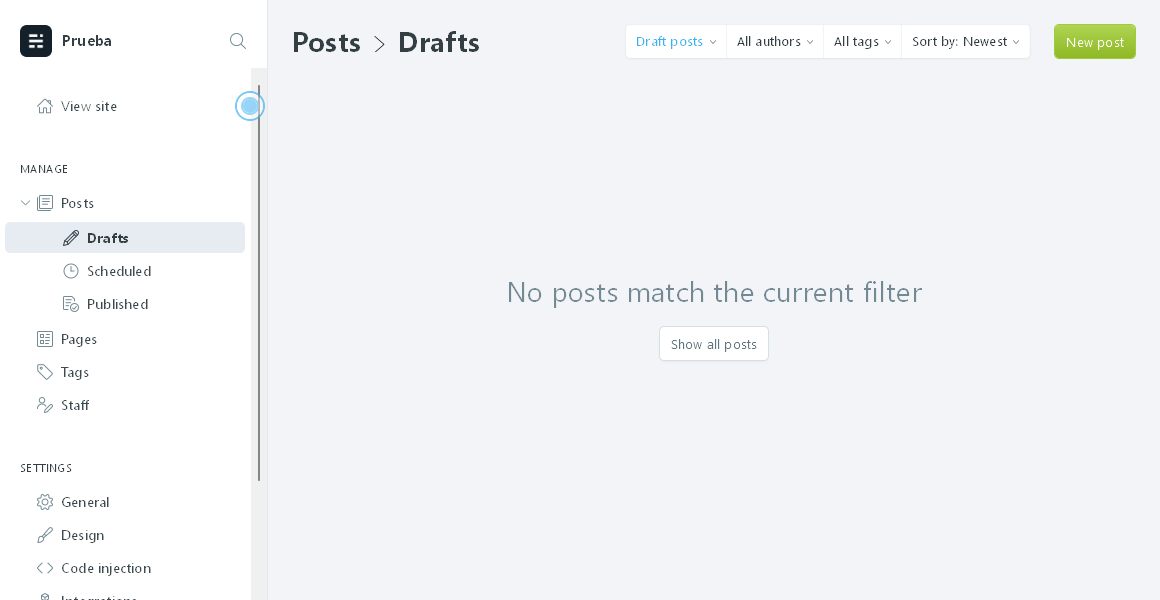 Prueba
View site
MANAGE
Posts
Drafts
Scheduled
Published
Pages
Tags
Staff
SETTINGS
General
Design
Code injection
Integrations
Posts > Drafts
Draft posts
All authors
All tags
Sort by: Newest
New post
No posts match the current filter
Show all posts